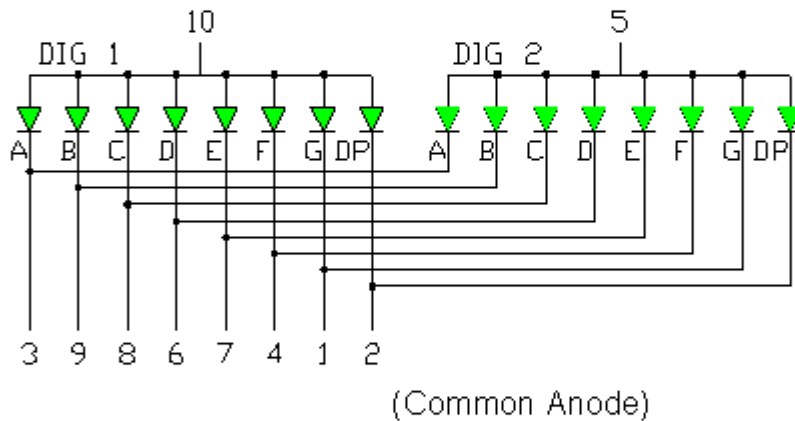 10 5
DIG 1 DIG 2
A B C D E F G DP A B C D E F G DP
3 9 8 6 7 4 1 2
(Common Anode)